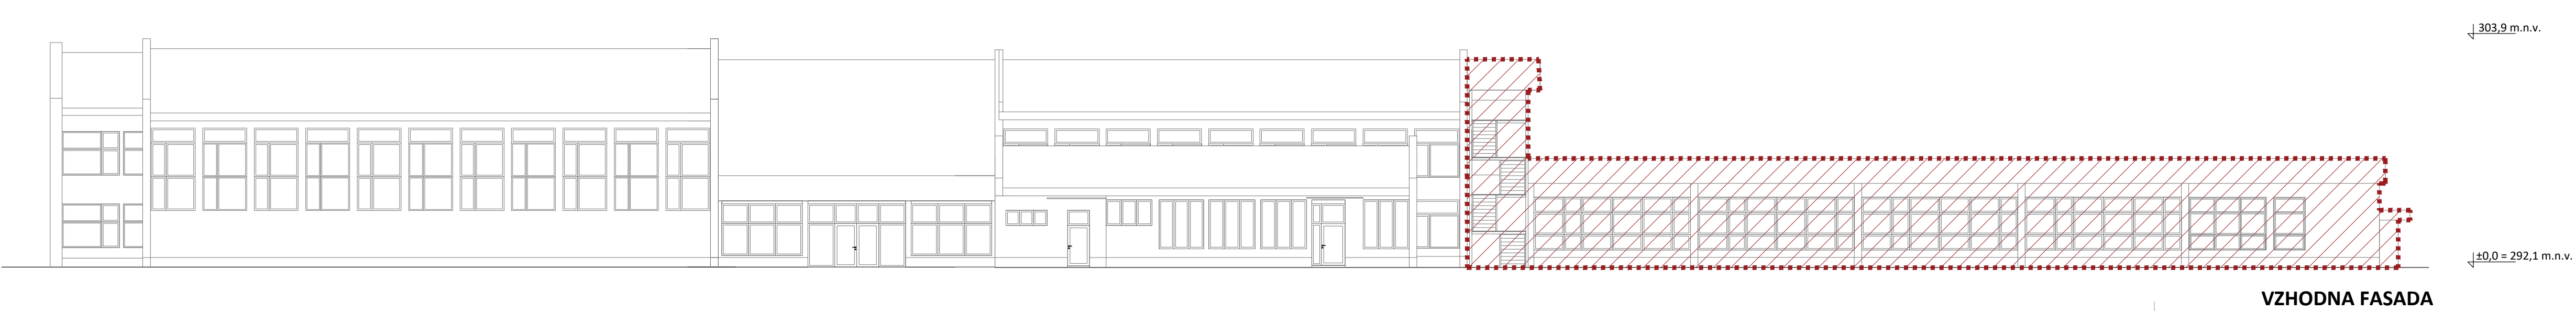 303,9 m.n.v.
±0,0 = 292,1 m.n.v.
VZHODNA FASADA